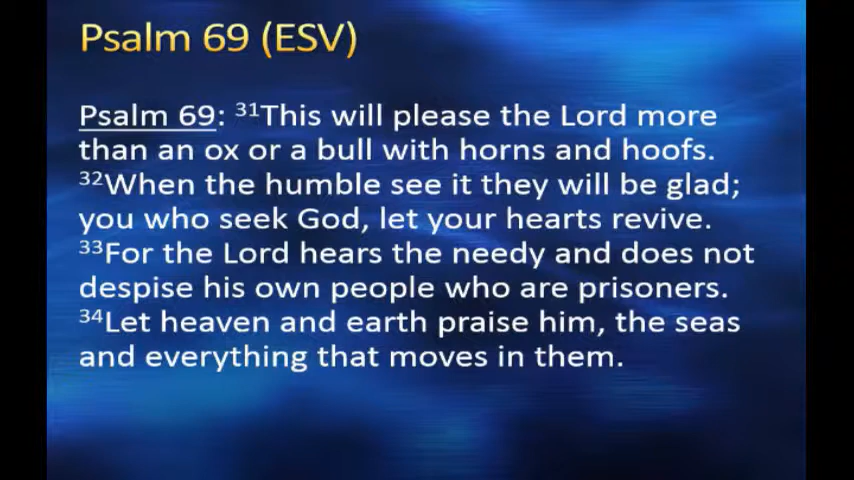 Psalm 69 (ESV)
Psalm 69: ³¹This will please the Lord more
than an ox or a bull with horns and hoofs.
³²When the humble see it they will be glad;
you who seek God, let your hearts revive.
³³For the Lord hears the needy and does not
despise his own people who are prisoners.
³⁴Let heaven and earth praise him, the seas
and everything that moves in them.